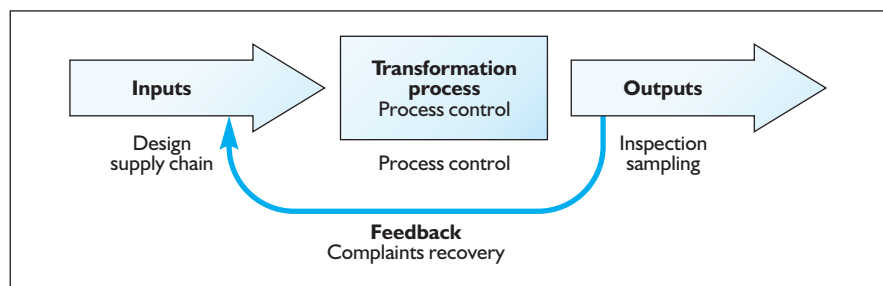 Inputs
Transformation
process
Process control
Outputs
Design
supply chain
Process control
Inspection
sampling
Feedback
Complaints recovery